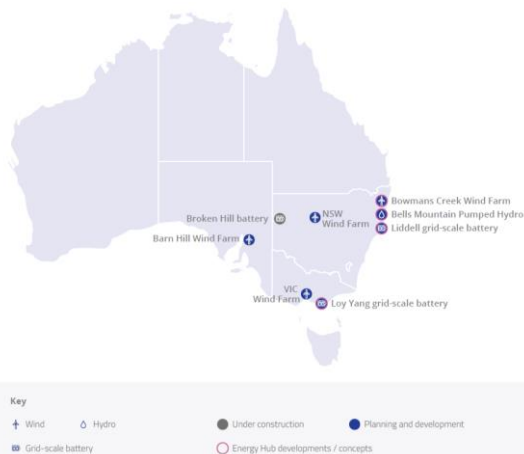 Bowmans Creek Wind Farm
Bells Mountain Pumped Hydro
Liddell grid-scale battery
NSW
Wind Farm
Broken Hill battery
Barn Hill Wind Farm
VIC
Wind Farm
Loy Yang grid-scale battery
Key
Wind
Hydro
Under construction
Planning and development
Grid-scale battery
Energy Hub developments / concepts